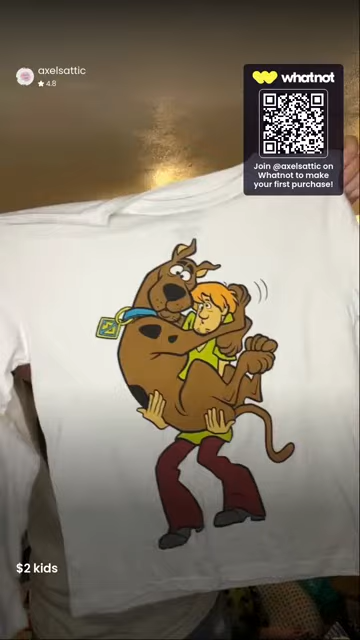 axelsattic
★ 4.8
whatnot
Join @axelsattic on
Whatnot to make
your first purchase!
$2 kids